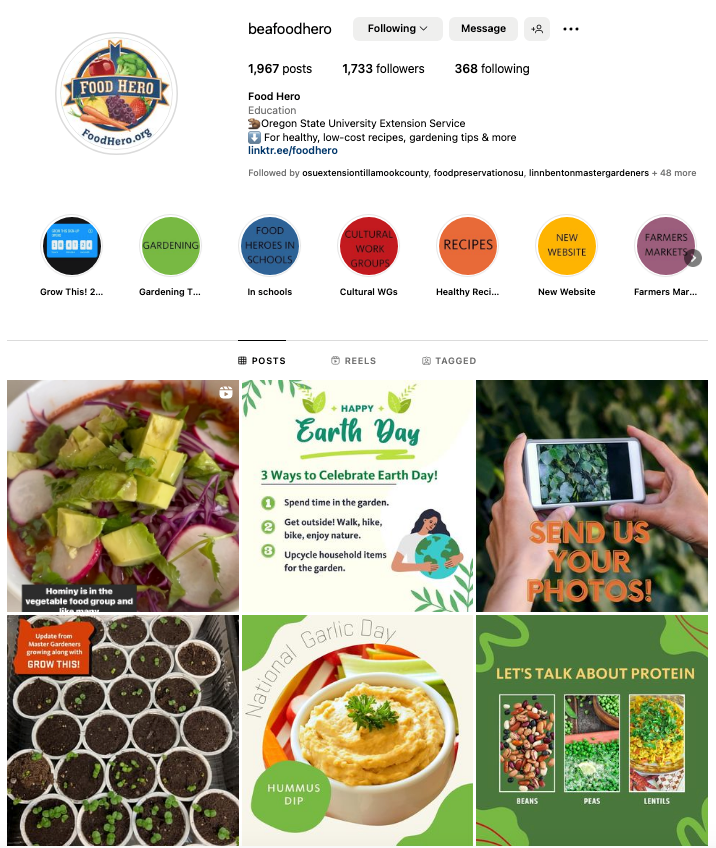 beafoodhero
Following
Message
1,967 posts
1,733 followers
368 following
FOOD HERO
FoodHero.org
Food Hero
Education
Oregon State University Extension Service
For healthy, low-cost recipes, gardening tips & more
linktr.ee/foodhero
Followed by osuextensiontillamookcounty, foodpreservationosu, linnbentonmastergardeners + 48 more
GARDENING
FOOD
HEROES IN
SCHOOLS
CULTURAL
WORK
GROUPS
RECIPES
NEW
WEBSITE
FARMERS
MARKETS
Grow This! 2...
Gardening T...
In schools
Cultural WGs
Healthy Reci...
New Website
Farmers Mar...
POSTS
REELS
TAGGED
Hominy is in the
vegetable food group and
like many
HAPPY
Earth Day
3 Ways to Celebrate Earth Day!
1 Spend time in the garden.
2 Get outside! Walk, hike,
bike, enjoy nature.
3 Upcycle household items
for the garden.
SEND US
YOUR
PHOTOS!
Update from
Master Gardeners
growing along with
GROW THIS!
National Garlic Day
HUMMUS
DIP
LET'S TALK ABOUT PROTEIN
BEANS
PEAS
LENTILS